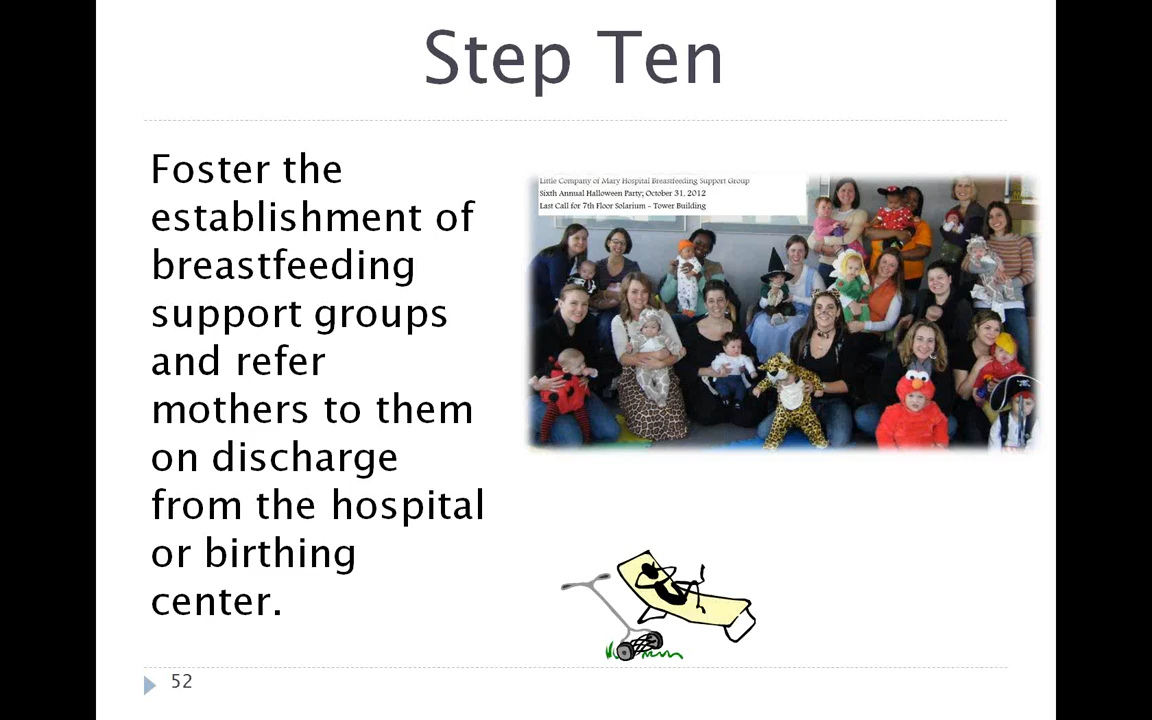 Step Ten
Foster the
establishment of
breastfeeding
support groups
and refer
mothers to them
on discharge
from the hospital
or birthing
center.
Little Company of Mary Hospital Breastfeeding Support Group
Sixth Annual Halloween Party; October 31. 2012
Last Call for 7th Floor Solarium – Tower Building
52